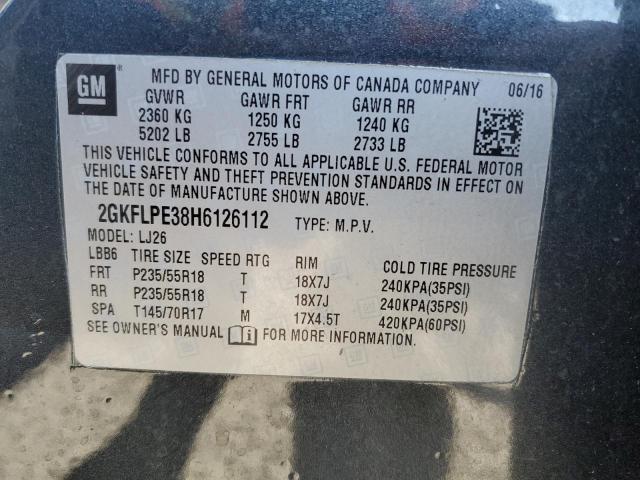 GM MFD BY GENERAL MOTORS OF CANADA COMPANY 06/16
GVWR GAWR FRT GAWR RR
2360 KG 1250 KG 1240 KG
5202 LB 2755 LB 2733 LB
THIS VEHICLE CONFORMS TO ALL APPLICABLE U.S. FEDERAL MOTOR
VEHICLE SAFETY AND THEFT PREVENTION STANDARDS IN EFFECT ON
THE DATE OF MANUFACTURE SHOWN ABOVE.
2GKFLPE38H6126112 TYPE: M.P.V.
MODEL: LJ26
LBB6 TIRE SIZE SPEED RTG RIM COLD TIRE PRESSURE
FRT P235/55R18 T 18X7J 240KPA(35PSI)
RR P235/55R18 T 18X7J 240KPA(35PSI)
SPA T145/70R17 M 17X4.5T 420KPA(60PSI)
SEE OWNER'S MANUAL FOR MORE INFORMATION.